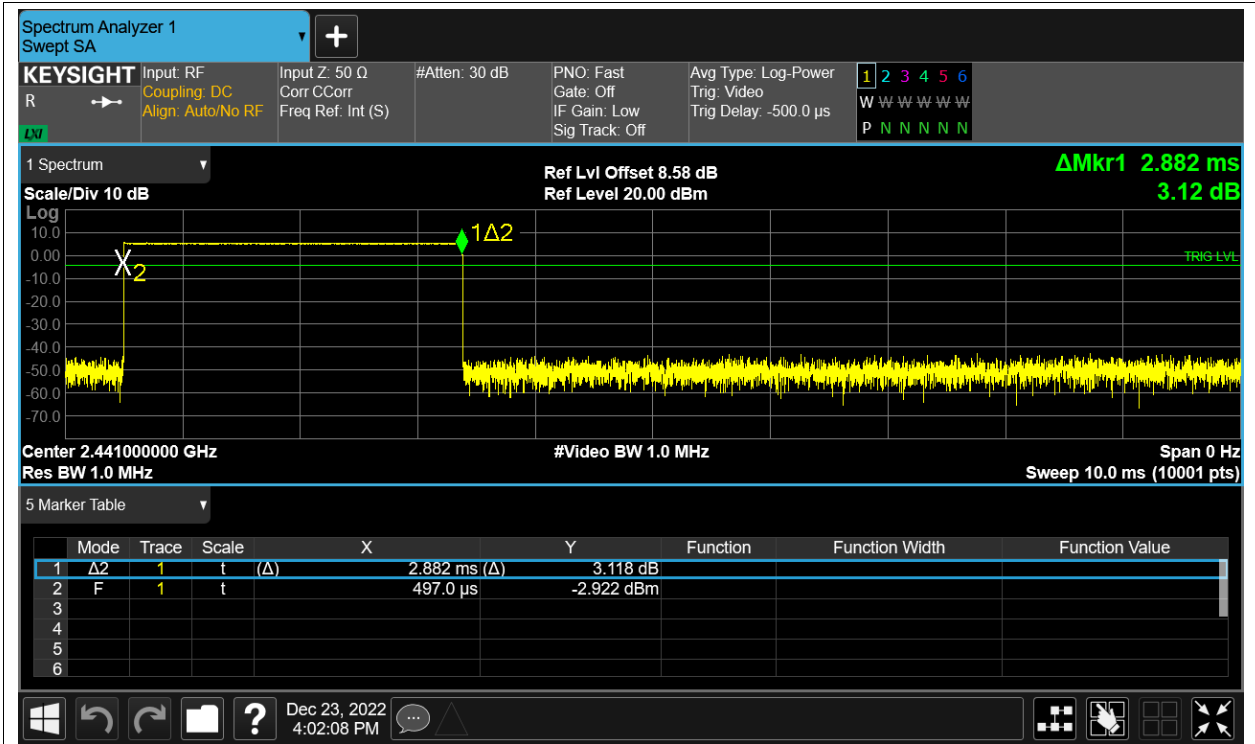 Spectrum Analyzer 1
Swept SA
+
KEYSIGHT Input: RF Input Z: 50 Ω #Atten: 30 dB PNO: Fast Avg Type: Log-Power 1 2 3 4 5 6
R Coupling: DC Corr CCorr Gate: Off Trig: Video W W W W W W
Align: Auto/No RF Freq Ref: Int (S) IF Gain: Low Trig Delay: -500.0 µs
LXI Sig Track: Off P N N N N N
1 Spectrum
Ref Lvl Offset 8.58 dB ΔMkr1 2.882 ms
Scale/Div 10 dB Ref Level 20.00 dBm 3.12 dB
Log
10.0 1Δ2
0.00 TRIG LVL
X 2
-10.0
-20.0
-30.0
-40.0
-50.0
-60.0
-70.0
Center 2.441000000 GHz #Video BW 1.0 MHz Span 0 Hz
Res BW 1.0 MHz Sweep 10.0 ms (10001 pts)
5 Marker Table
Mode Trace Scale X Y Function Function Width Function Value
1 Δ2 1 t (Δ) 2.882 ms (Δ) 3.118 dB
2 F 1 t 497.0 µs -2.922 dBm
3
4
5
6
? Dec 23, 2022
4:02:08 PM